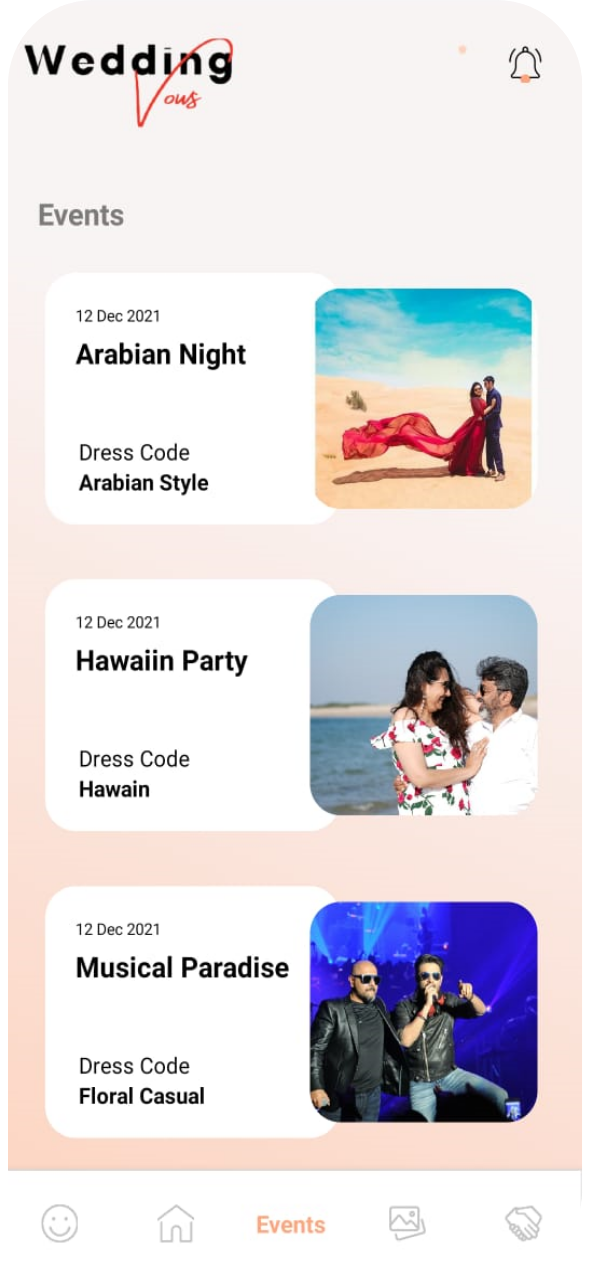 Wedding
Vous
Events
12 Dec 2021
Arabian Night
Dress Code
Arabian Style
12 Dec 2021
Hawaiin Party
Dress Code
Hawain
12 Dec 2021
Musical Paradise
Dress Code
Floral Casual
Events